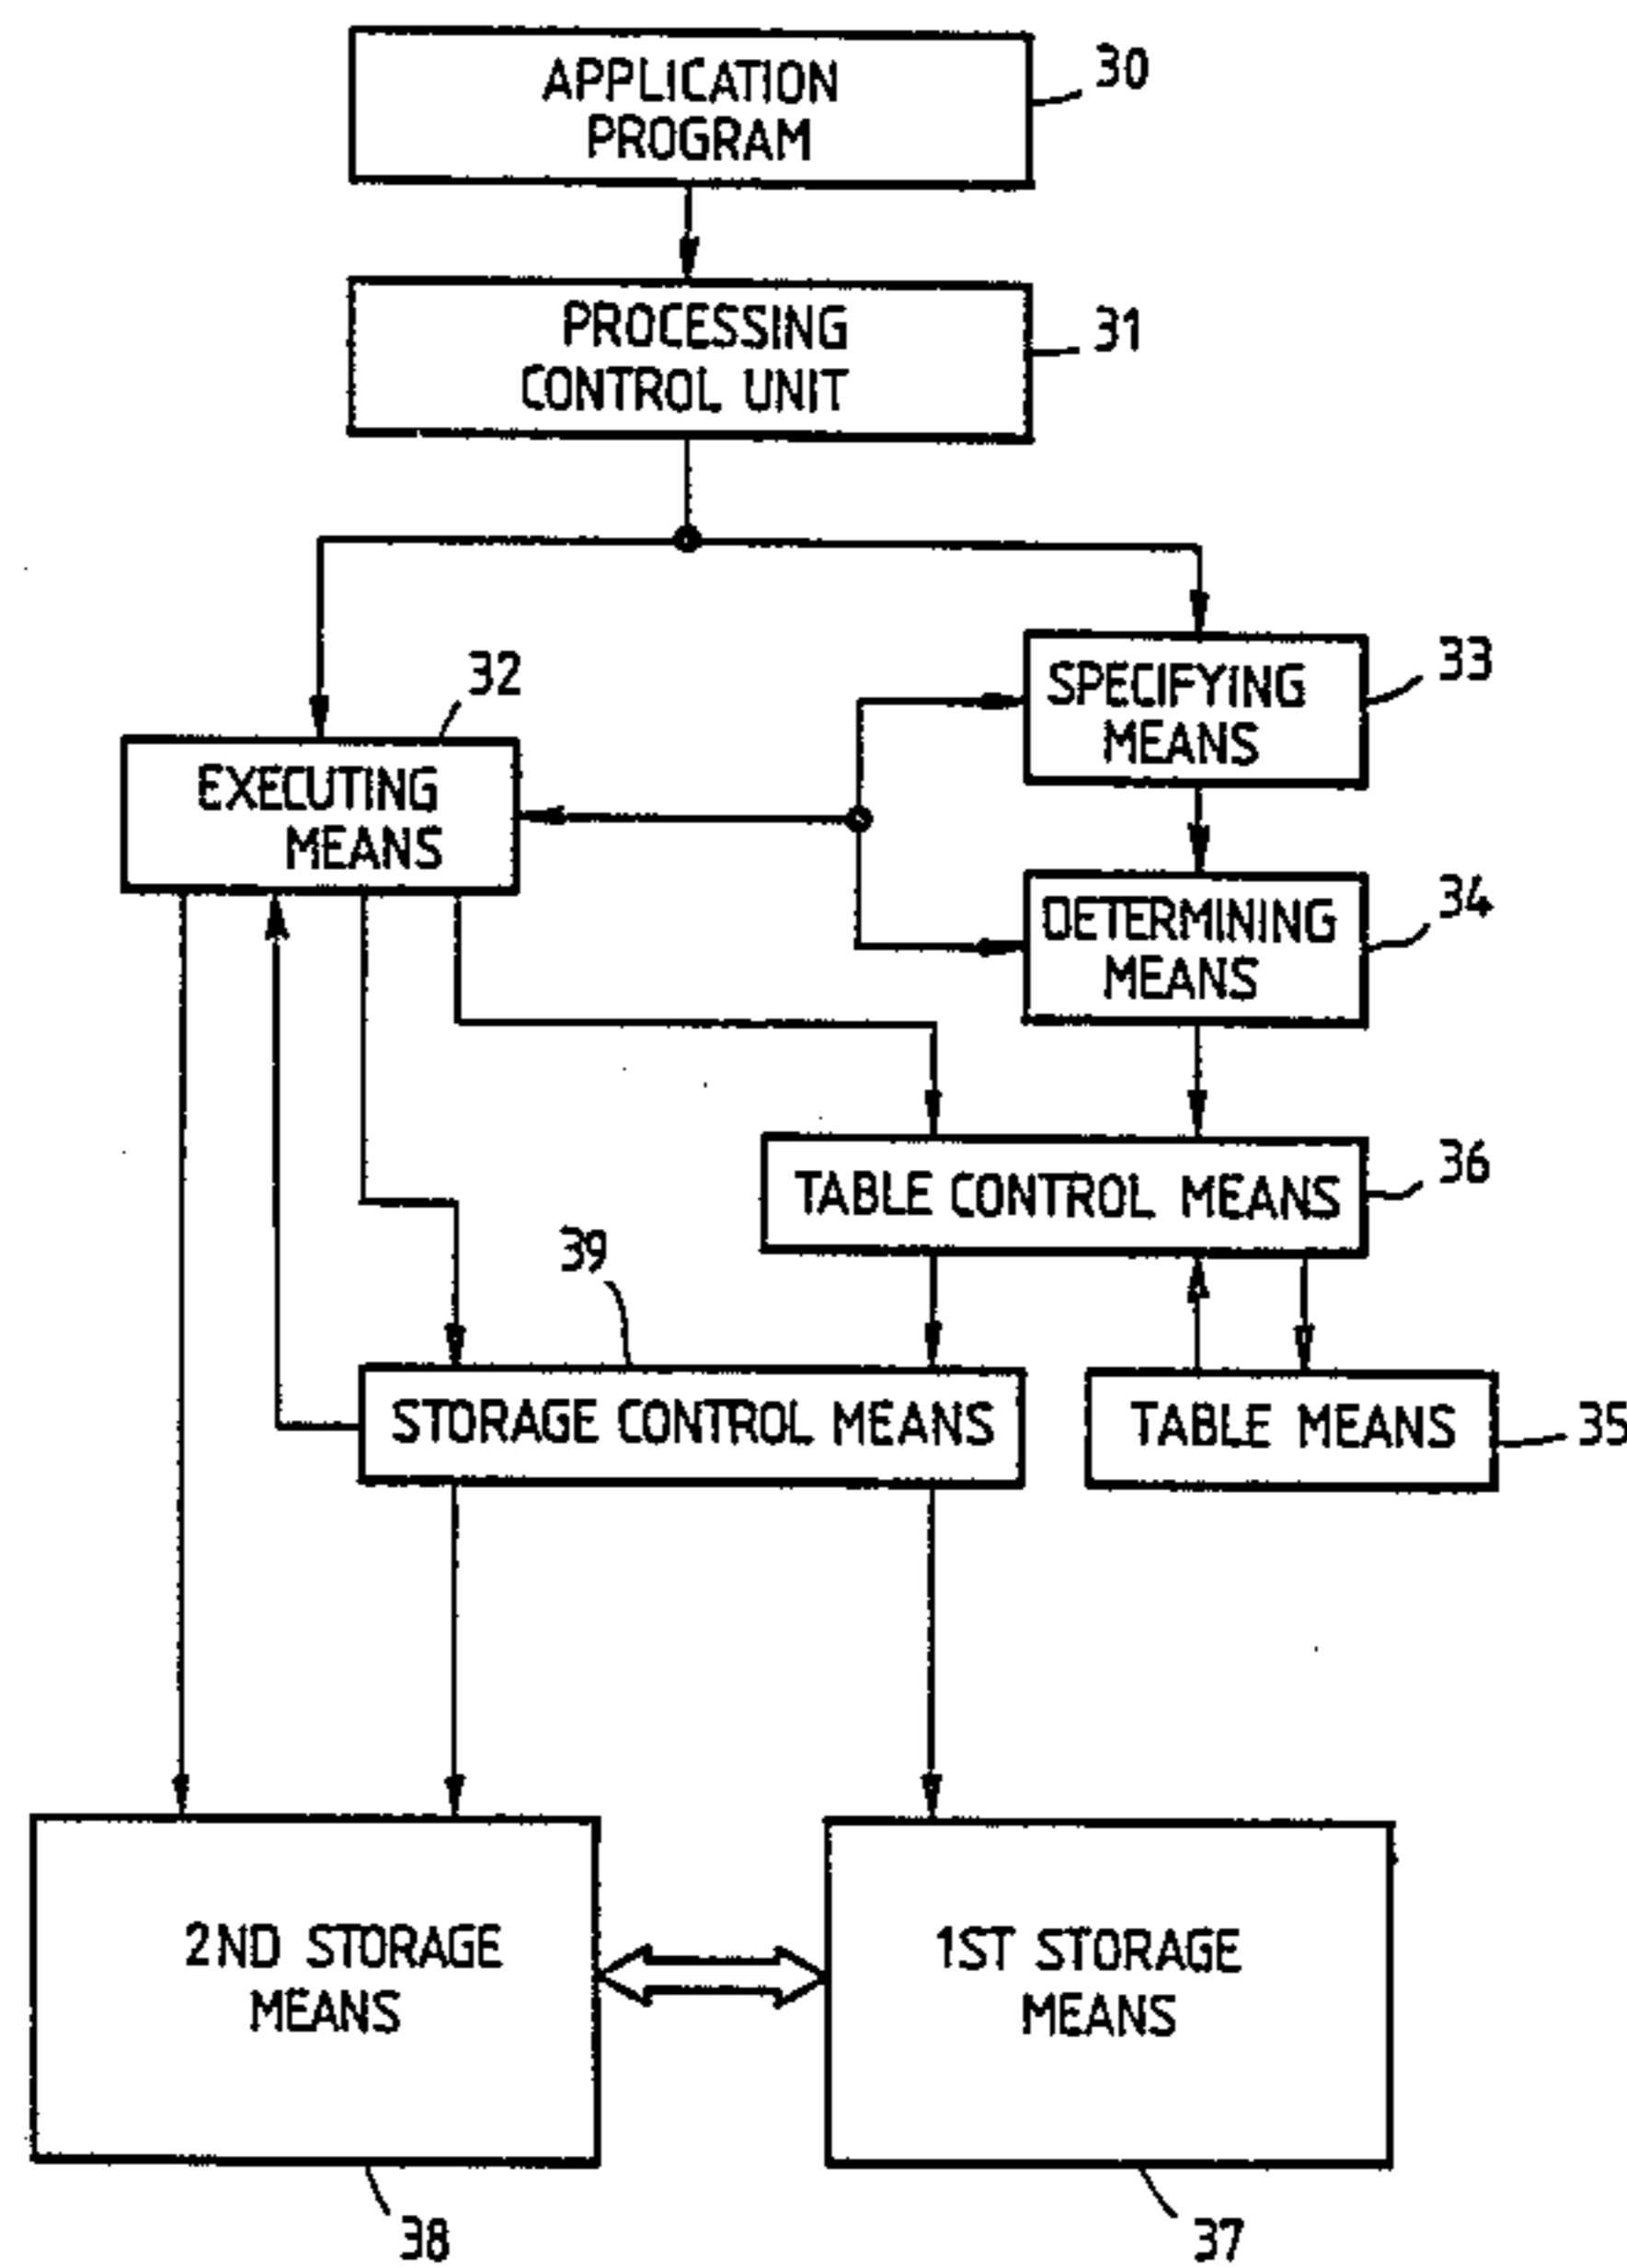 APPLICATION
PROGRAM
30
PROCESSING
CONTROL UNIT
31
32
EXECUTING
MEANS
SPECIFYING
MEANS
33
DETERMINING
MEANS
34
TABLE CONTROL MEANS
36
39
STORAGE CONTROL MEANS
TABLE MEANS
35
2ND STORAGE
MEANS
1ST STORAGE
MEANS
38
37